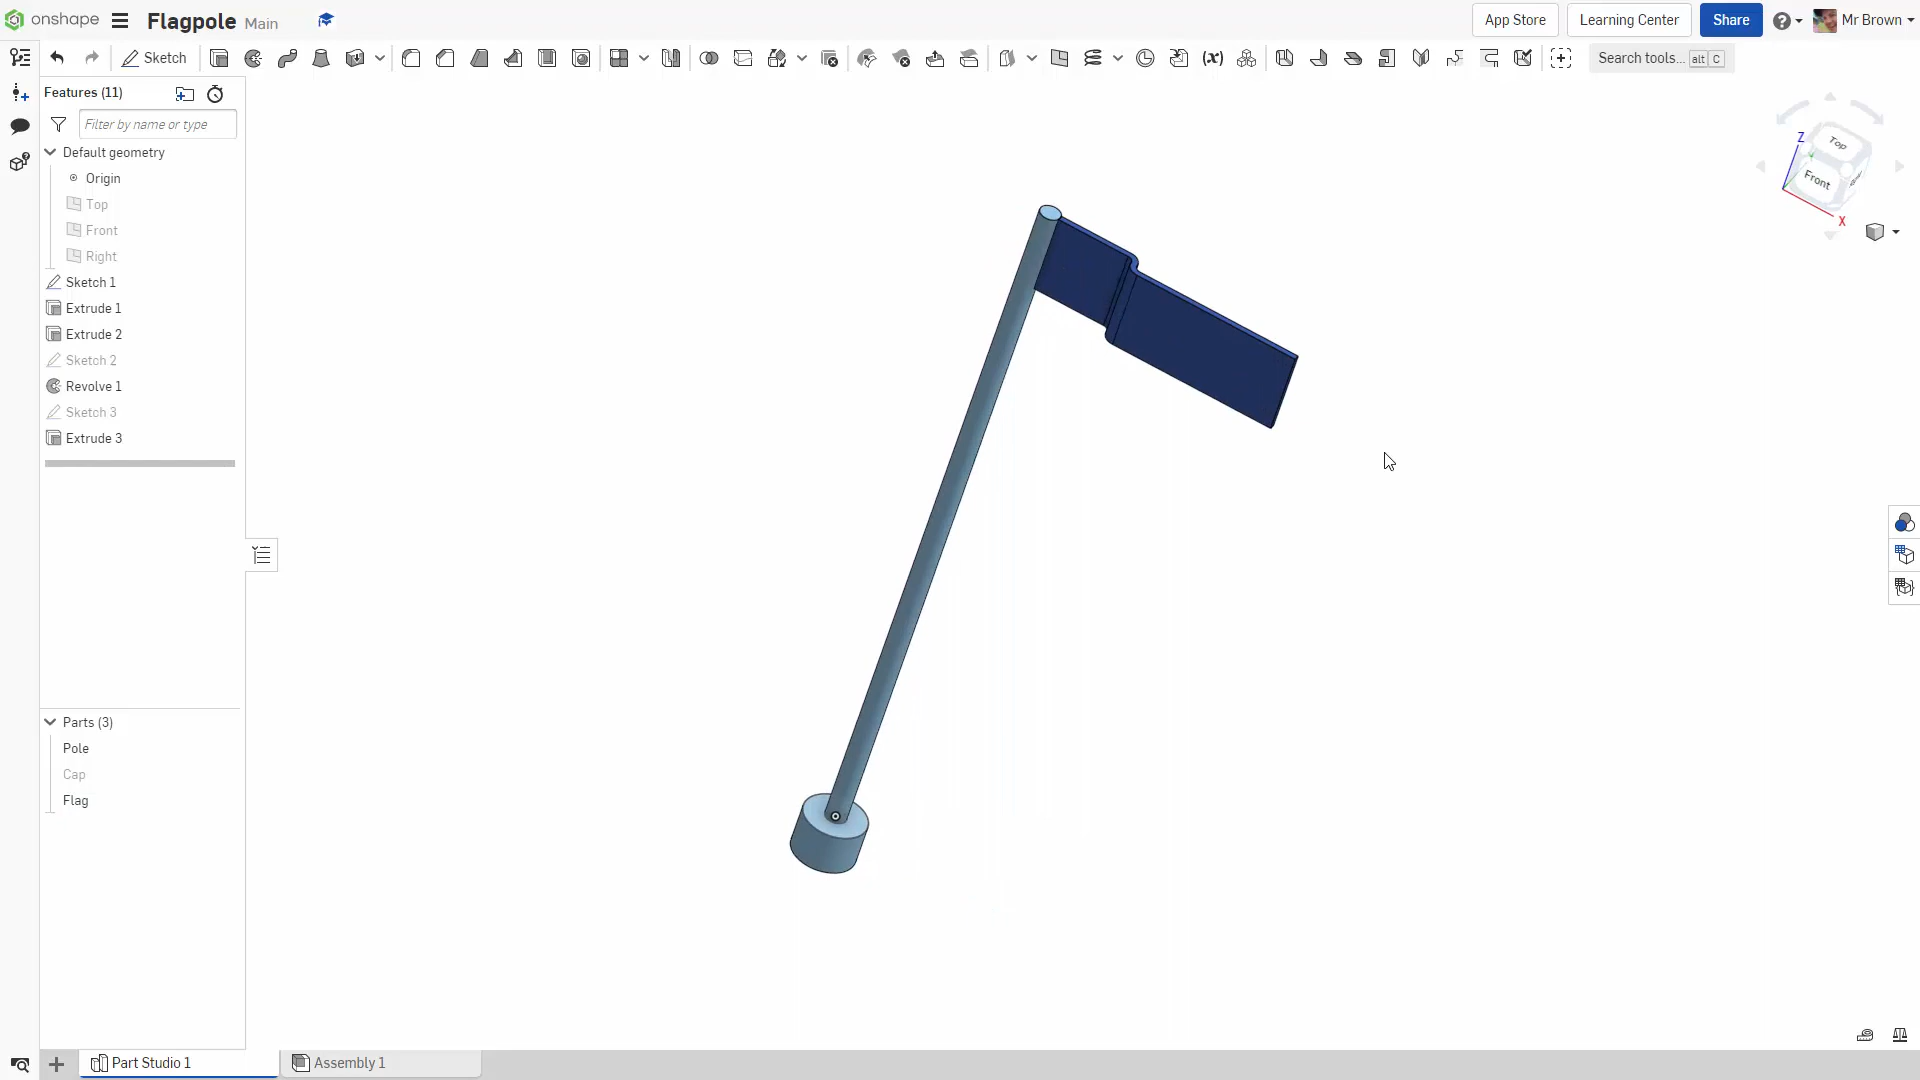 onshape
Flagpole Main
App Store
Learning Center
Share
Mr Brown
Sketch
Search tools... alt C
Features (11)
Filter by name or type
Default geometry
Origin
Top
Front
Right
Sketch 1
Extrude 1
Extrude 2
Sketch 2
Revolve 1
Sketch 3
Extrude 3
Z
Top
Front
X
Parts (3)
Pole
Cap
Flag
Part Studio 1
Assembly 1